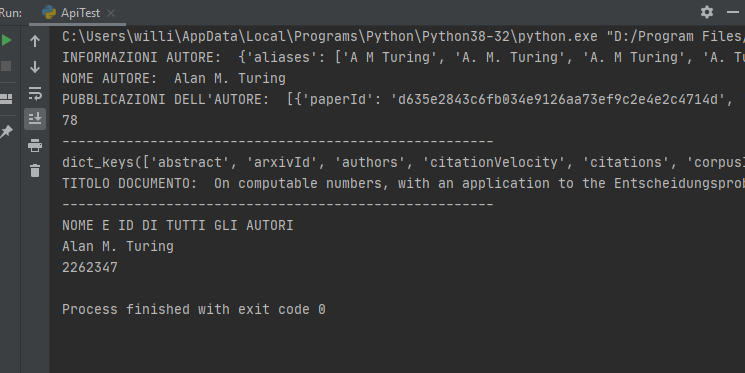 Run: ApiTest
C:\Users\willi\AppData\Local\Programs\Python\Python38-32\python.exe "D:/Program Files/
INFORMAZIONI AUTORE:  {'aliases': ['A M Turing', 'A. M. Turing', 'A. M Turing', 'A. Tu
NOME AUTORE:  Alan M. Turing
PUBBLICAZIONI DELL'AUTORE:  [{'paperId': 'd635e2843c6fb034e9126aa73ef9c2e4e2c4714d',
78
------------------------------------------------------
dict_keys(['abstract', 'arxivId', 'authors', 'citationVelocity', 'citations', 'corpusI
TITOLO DOCUMENTO:  On computable numbers, with an application to the Entscheidungsprob
------------------------------------------------------
NOME E ID DI TUTTI GLI AUTORI
Alan M. Turing
2262347
Process finished with exit code 0